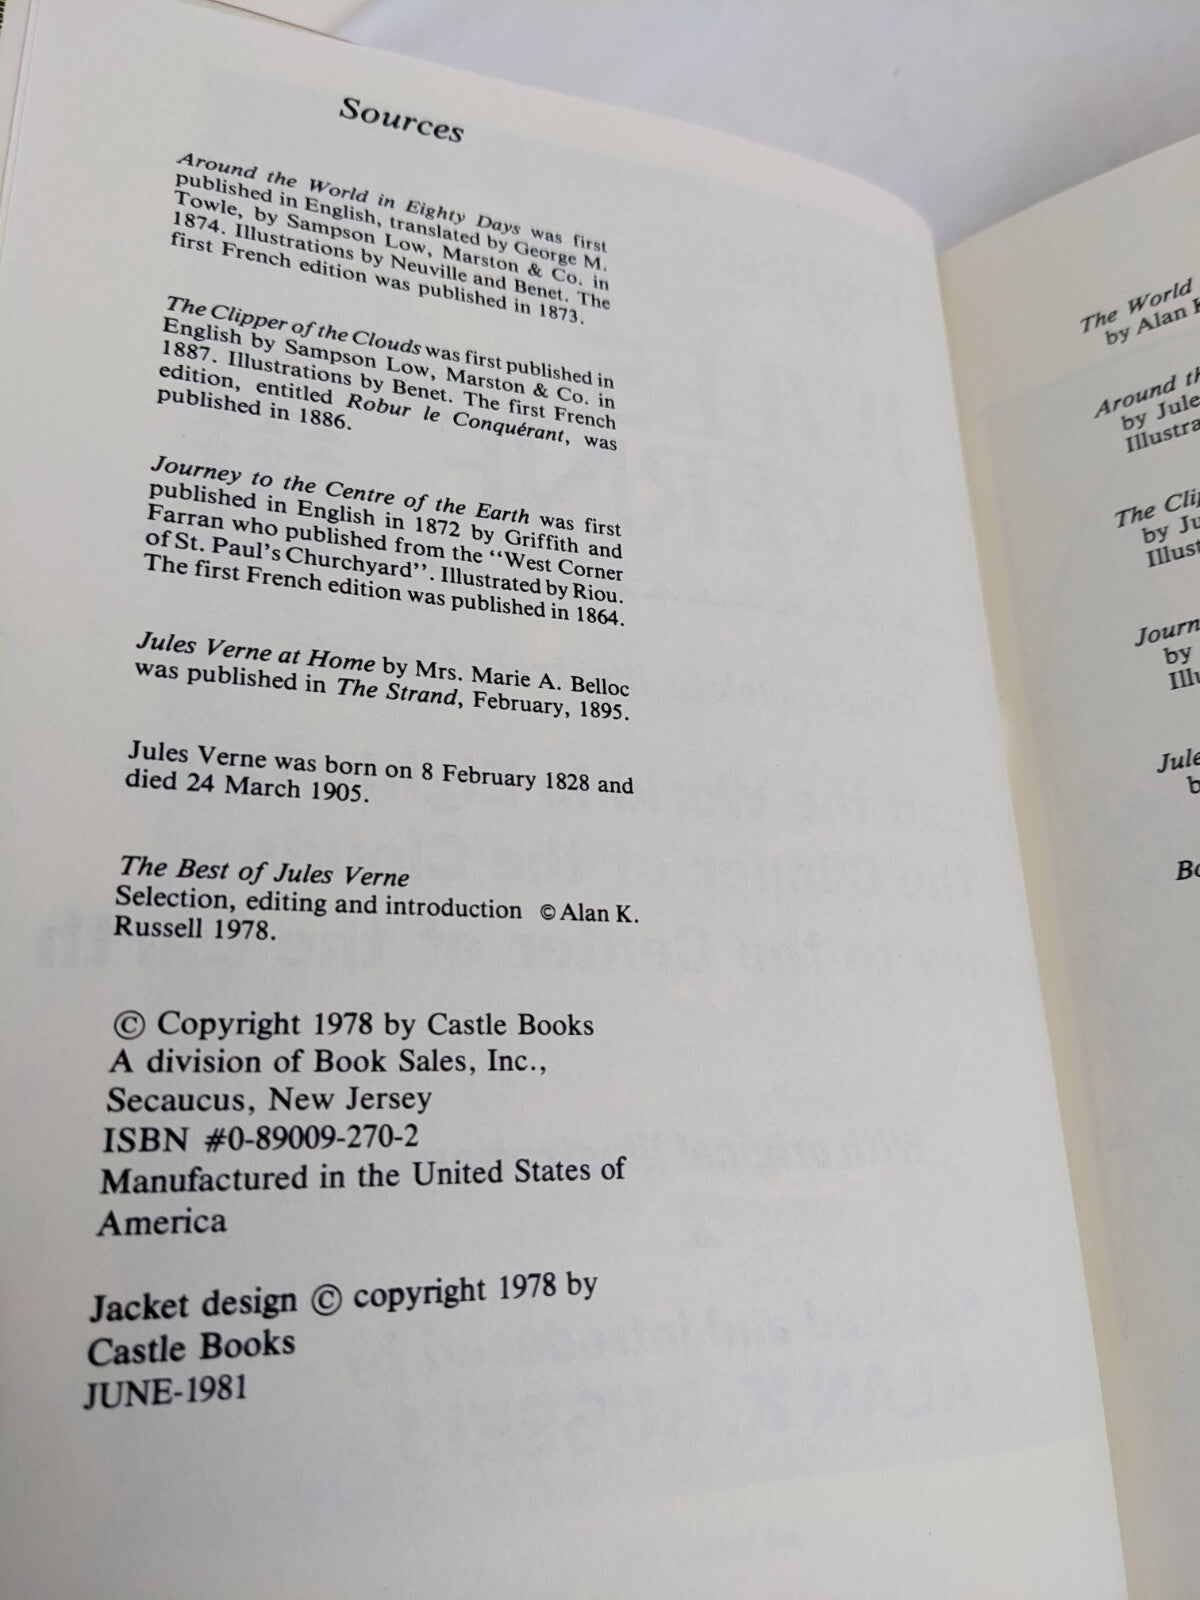 Sources
Around the World in Eighty Days was first
published in English, translated by George M.
Towle, by Sampson Low, Marston & Co. in
1874. Illustrations by Neuville and Benet. The
first French edition was published in 1873.
The Clipper of the Clouds was first published in
English by Sampson Low, Marston & Co. in
1887. Illustrations by Benet. The first French
edition, entitled Robur le Conquérant, was
published in 1886.
Journey to the Centre of the Earth was first
published in English in 1872 by Griffith and
Farran who published from the "West Corner
of St. Paul's Churchyard". Illustrated by Riou.
The first French edition was published in 1864.
Jules Verne at Home by Mrs. Marie A. Belloc
was published in The Strand, February, 1895.
Jules Verne was born on 8 February 1828 and
died 24 March 1905.
The Best of Jules Verne
Selection, editing and introduction © Alan K.
Russell 1978.
© Copyright 1978 by Castle Books
A division of Book Sales, Inc.,
Secaucus, New Jersey
ISBN #0-89009-270-2
Manufactured in the United States of
America
Jacket design © copyright 1978 by
Castle Books
JUNE-1981
The World
by Alan
Around
by Jule
Illustra
The Cli
by Ju
Illust
Journ
by
Illu
Jule
b